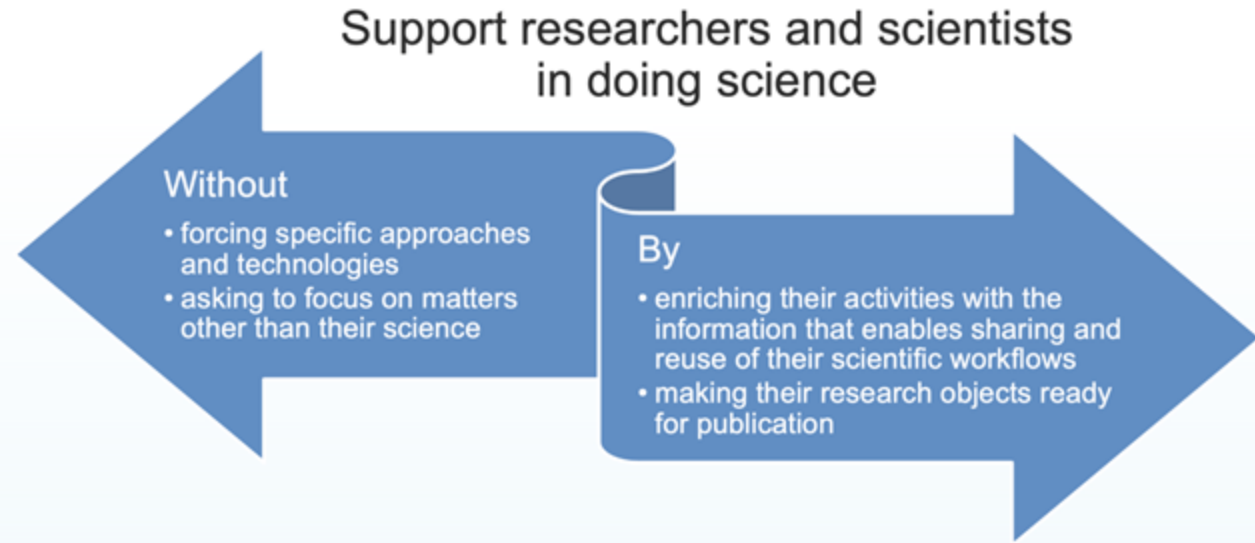 Support researchers and scientists
in doing science
Without
• forcing specific approaches
and technologies
• asking to focus on matters
other than their science
By
• enriching their activities with the
information that enables sharing and
reuse of their scientific workflows
• making their research objects ready
for publication